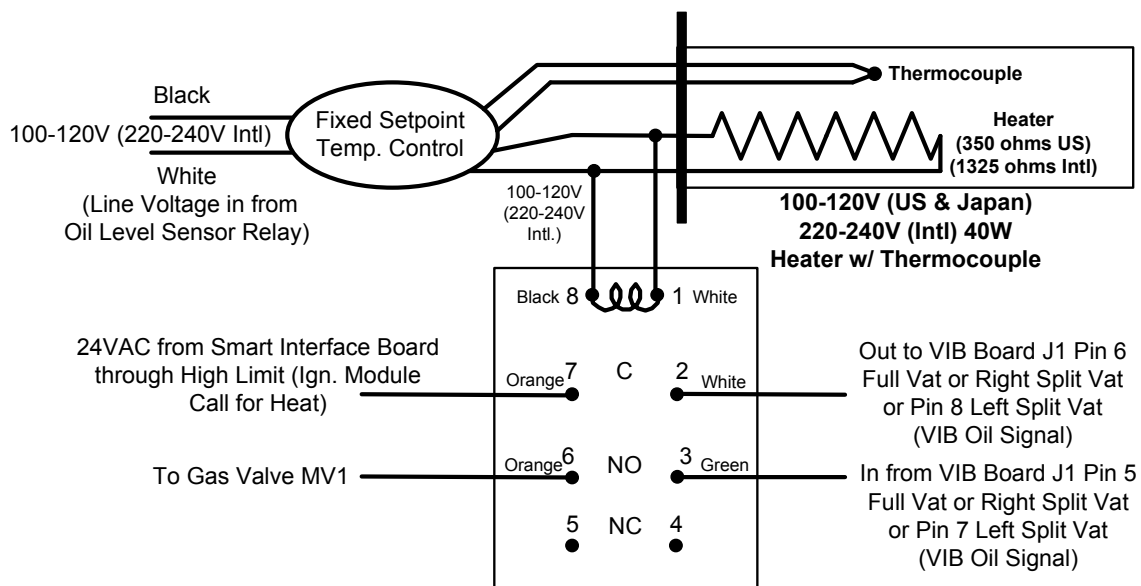 Black
100-120V (220-240V Intl)
White
(Line Voltage in from
Oil Level Sensor Relay)
Fixed Setpoint
Temp. Control
Thermocouple
Heater
(350 ohms US)
(1325 ohms Intl)
100-120V
(220-240V
Intl.)
100-120V (US & Japan)
220-240V (Intl) 40W
Heater w/ Thermocouple
Black 8 1 White
24VAC from Smart Interface Board
through High Limit (Ign. Module
Call for Heat)
Orange 7 C 2 White
Out to VIB Board J1 Pin 6
Full Vat or Right Split Vat
or Pin 8 Left Split Vat
(VIB Oil Signal)
To Gas Valve MV1
Orange 6 NO 3 Green
In from VIB Board J1 Pin 5
Full Vat or Right Split Vat
or Pin 7 Left Split Vat
(VIB Oil Signal)
5 NC 4